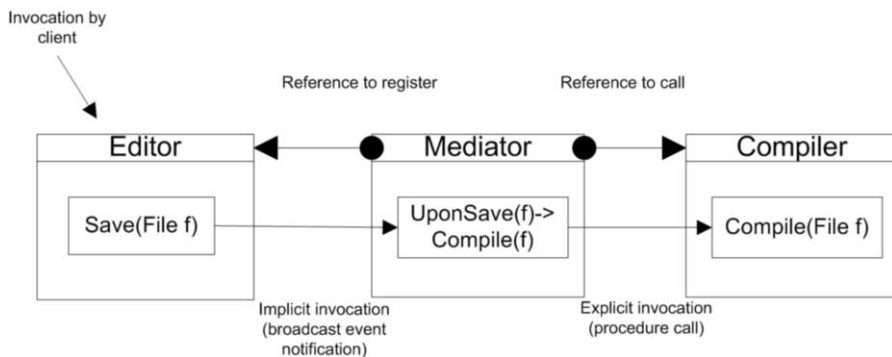 Invocation by
client
Reference to register
Reference to call
Editor
Mediator
Compiler
Save(File f)
UponSave(f)->
Compile(f)
Compile(File f)
Implicit invocation
(broadcast event
notification)
Explicit invocation
(procedure call)